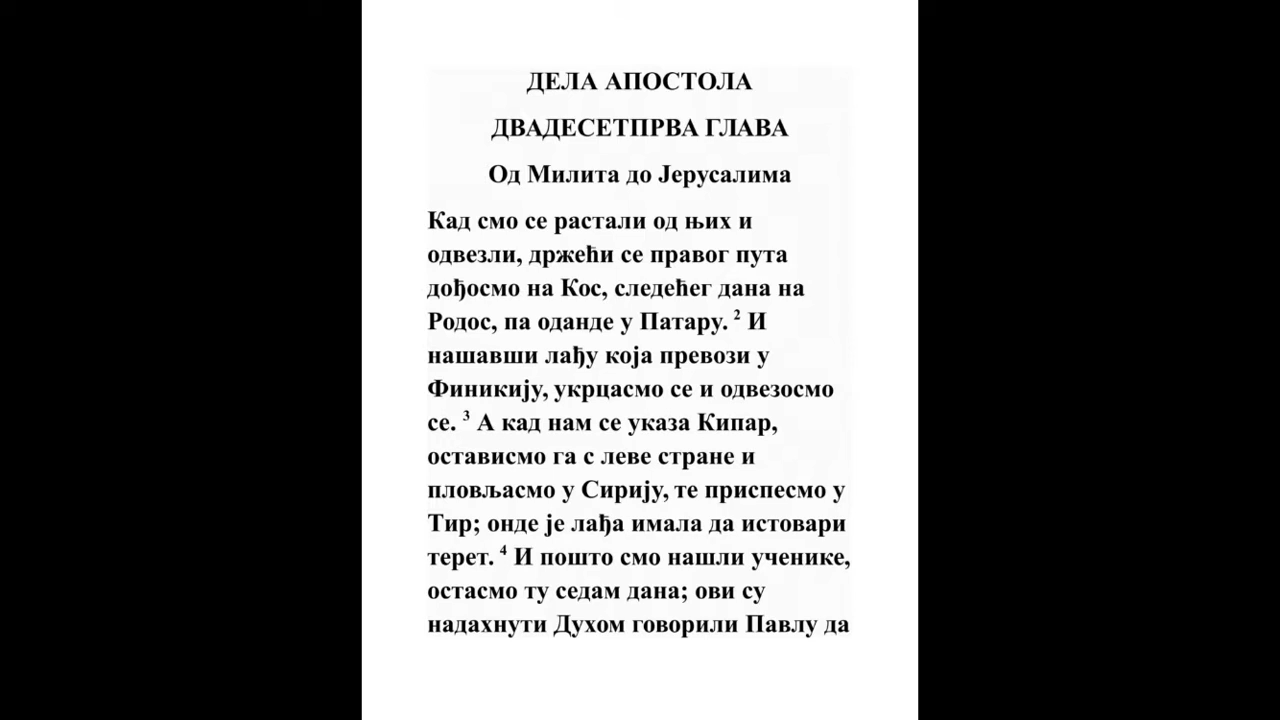 ДЕЛА АПОСТОЛА
ДВАДЕСЕТПРВА ГЛАВА
Од Милита до Јерусалима
Кад смо се растали од њих и
одвезли, држећи се правог пута
дођосмо на Кос, следећег дана на
Родос, па оданде у Патару. 2 И
нашавши лађу која превози у
Финикију, укрцасмо се и одвезосмо
се. 3 А кад нам се указа Кипар,
остависмо га с леве стране и
пловљасмо у Сирију, те приспесмо у
Тир; онде је лађа имала да истовари
терет. 4 И пошто смо нашли ученике,
остасмо ту седам дана; ови су
надахнути Духом говорили Павлу да